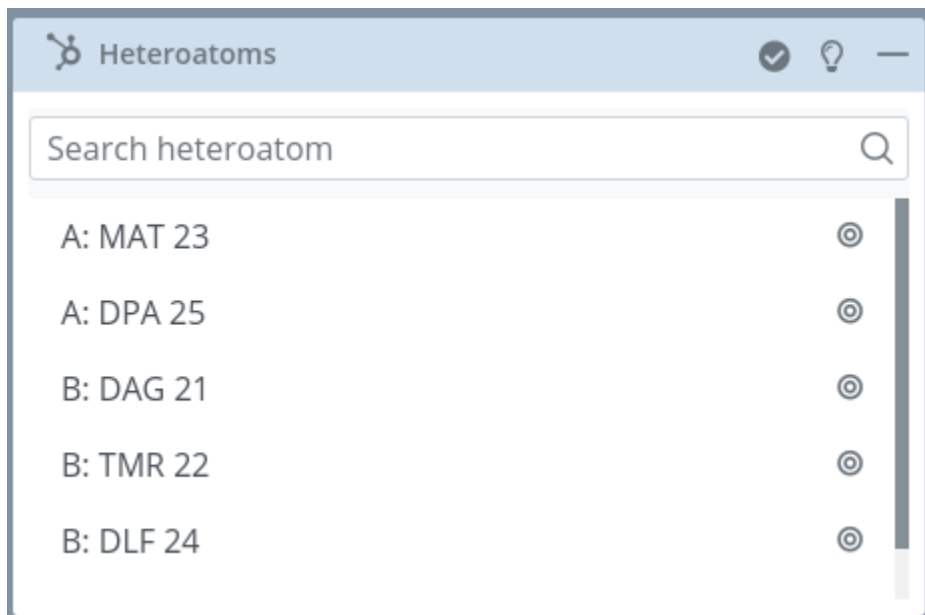 Heteroatoms
Search heteroatom
A: MAT 23
A: DPA 25
B: DAG 21
B: TMR 22
B: DLF 24